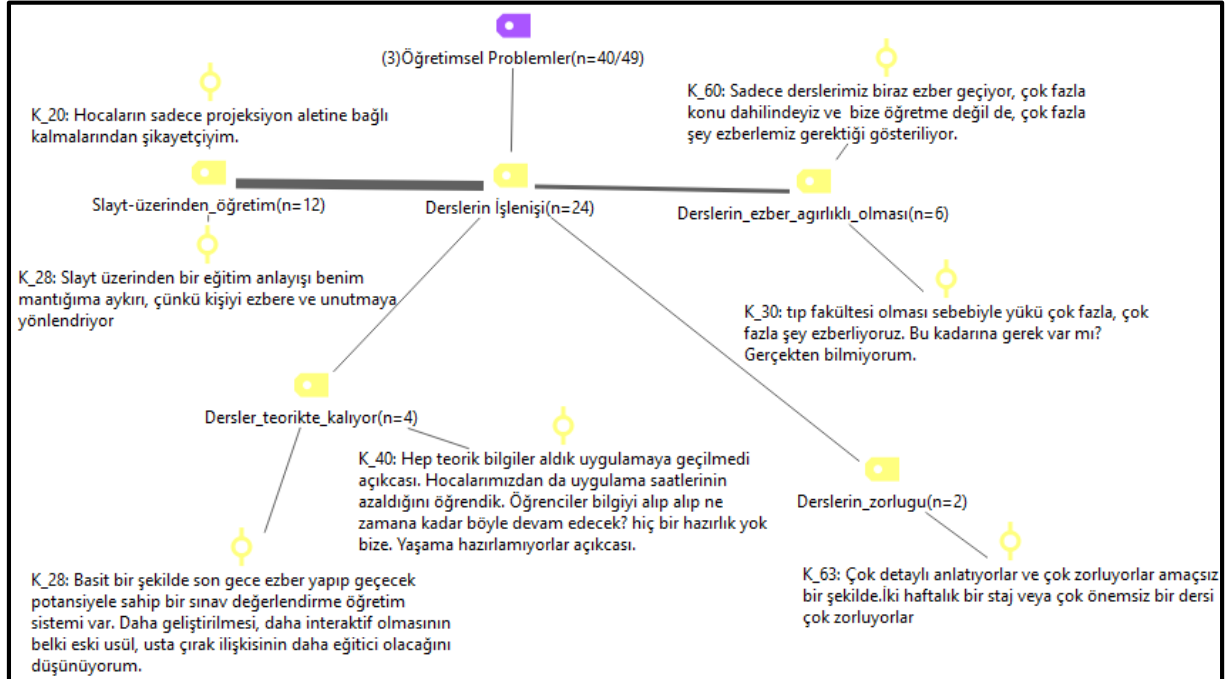 (3)Öğretimsel Problemler(n=40/49)
K_20: Hocaların sadece projeksiyon aletine bağlı
kalmalarından şikayetçiyim.
K_60: Sadece derslerimiz biraz ezber geçiyor, çok fazla
konu dahilindeyiz ve  bize öğretme değil de, çok fazla
şey ezberlemiz gerektiği gösteriliyor.
Slayt-üzerinden_öğretim(n=12)
Derslerin İşlenişi(n=24)
Derslerin_ezber_agırlıklı_olması(n=6)
K_28: Slayt üzerinden bir eğitim anlayışı benim
mantığıma aykırı, çünkü kişiyi ezbere ve unutmaya
yönlendriyor
K_30: tıp fakültesi olması sebebiyle yükü çok fazla, çok
fazla şey ezberliyoruz. Bu kadarına gerek var mı?
Gerçekten bilmiyorum.
Dersler_teorikte_kalıyor(n=4)
K_40: Hep teorik bilgiler aldık uygulamaya geçilmedi
açıkcası. Hocalarımızdan da uygulama saatlerinin
azaldığını öğrendik. Öğrenciler bilgiyi alıp alıp ne
zamana kadar böyle devam edecek? hiç bir hazırlık yok
bize. Yaşama hazırlamıyorlar açıkcası.
Derslerin_zorlugu(n=2)
K_28: Basit bir şekilde son gece ezber yapıp geçecek
potansiyele sahip bir sınav değerlendirme öğretim
sistemi var. Daha geliştirilmesi, daha interaktif olmasının
belki eski usül, usta çırak ilişkisinin daha eğitici olacağını
düşünüyorum.
K_63: Çok detaylı anlatıyorlar ve çok zorluyorlar amaçsız
bir şekilde.İki haftalık bir staj veya çok önemsiz bir dersi
çok zorluyorlar